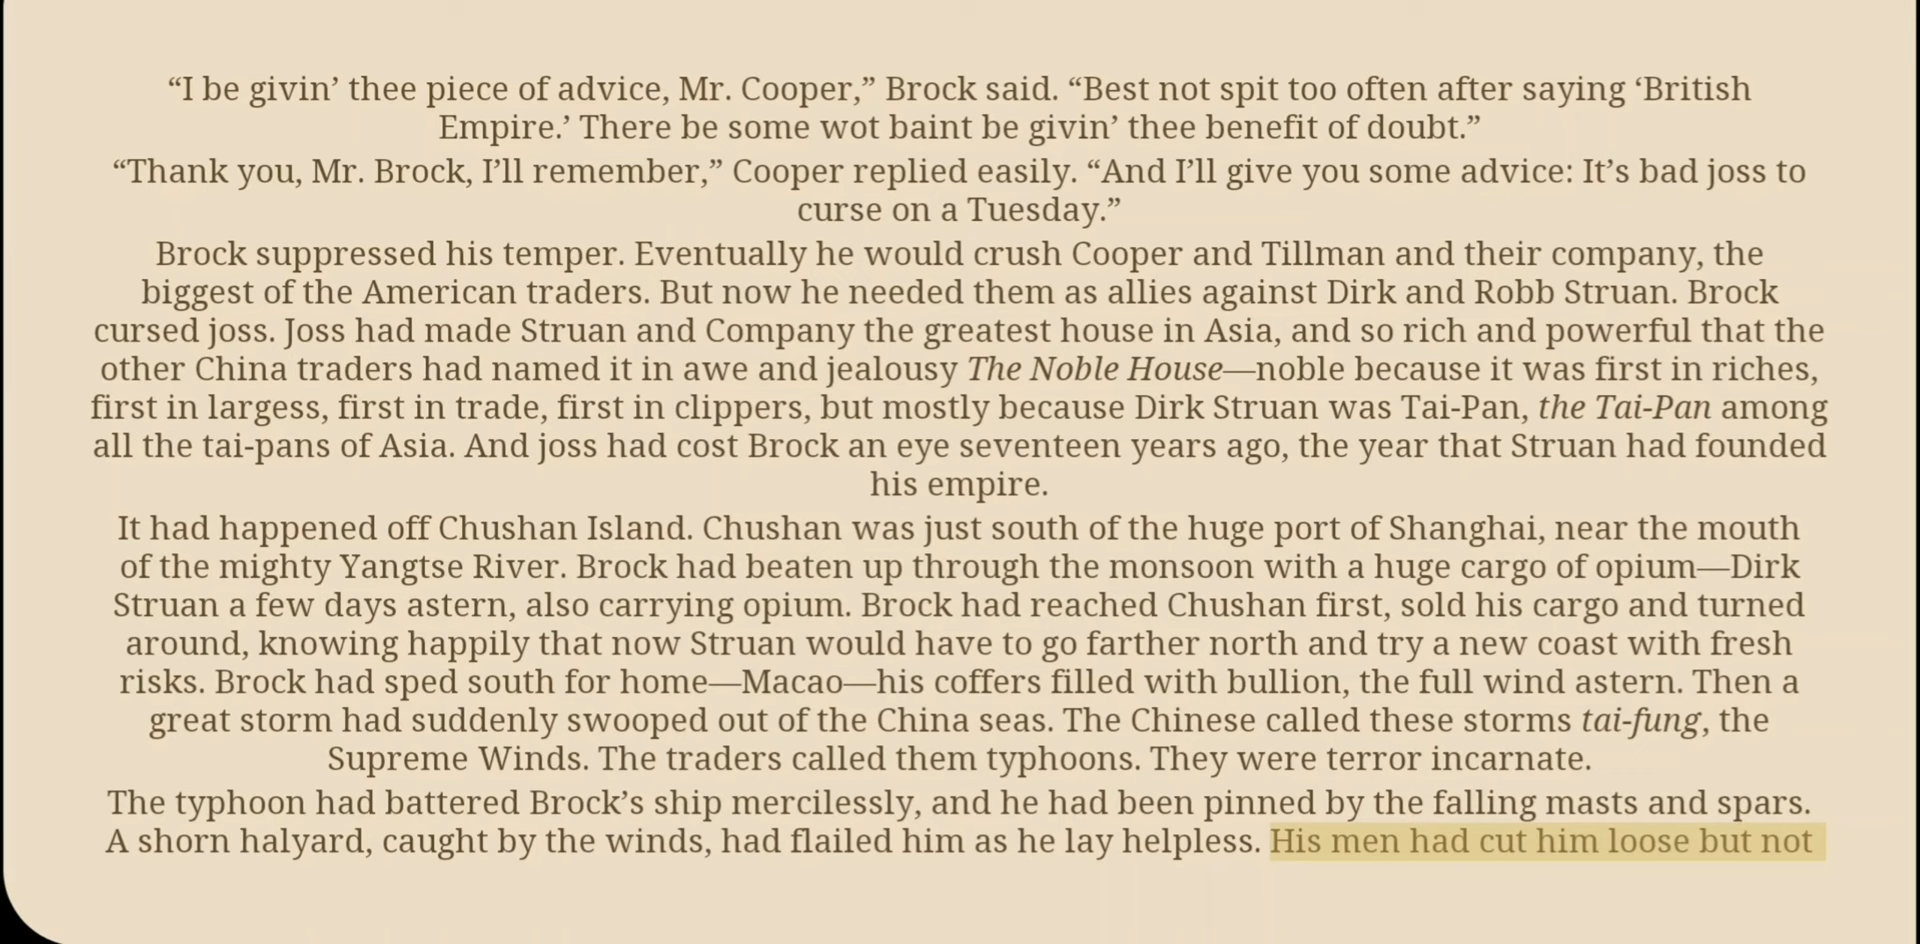 “I be givin’ thee piece of advice, Mr. Cooper,” Brock said. “Best not spit too often after saying ‘British
Empire.’ There be some wot baint be givin’ thee benefit of doubt.”
“Thank you, Mr. Brock, I’ll remember,” Cooper replied easily. “And I’ll give you some advice: It’s bad joss to
curse on a Tuesday.”
Brock suppressed his temper. Eventually he would crush Cooper and Tillman and their company, the
biggest of the American traders. But now he needed them as allies against Dirk and Robb Struan. Brock
cursed joss. Joss had made Struan and Company the greatest house in Asia, and so rich and powerful that the
other China traders had named it in awe and jealousy The Noble House—noble because it was first in riches,
first in largess, first in trade, first in clippers, but mostly because Dirk Struan was Tai-Pan, the Tai-Pan among
all the tai-pans of Asia. And joss had cost Brock an eye seventeen years ago, the year that Struan had founded
his empire.
It had happened off Chushan Island. Chushan was just south of the huge port of Shanghai, near the mouth
of the mighty Yangtse River. Brock had beaten up through the monsoon with a huge cargo of opium—Dirk
Struan a few days astern, also carrying opium. Brock had reached Chushan first, sold his cargo and turned
around, knowing happily that now Struan would have to go farther north and try a new coast with fresh
risks. Brock had sped south for home—Macao—his coffers filled with bullion, the full wind astern. Then a
great storm had suddenly swooped out of the China seas. The Chinese called these storms tai-fung, the
Supreme Winds. The traders called them typhoons. They were terror incarnate.
The typhoon had battered Brock’s ship mercilessly, and he had been pinned by the falling masts and spars.
A shorn halyard, caught by the winds, had flailed him as he lay helpless. His men had cut him loose but not